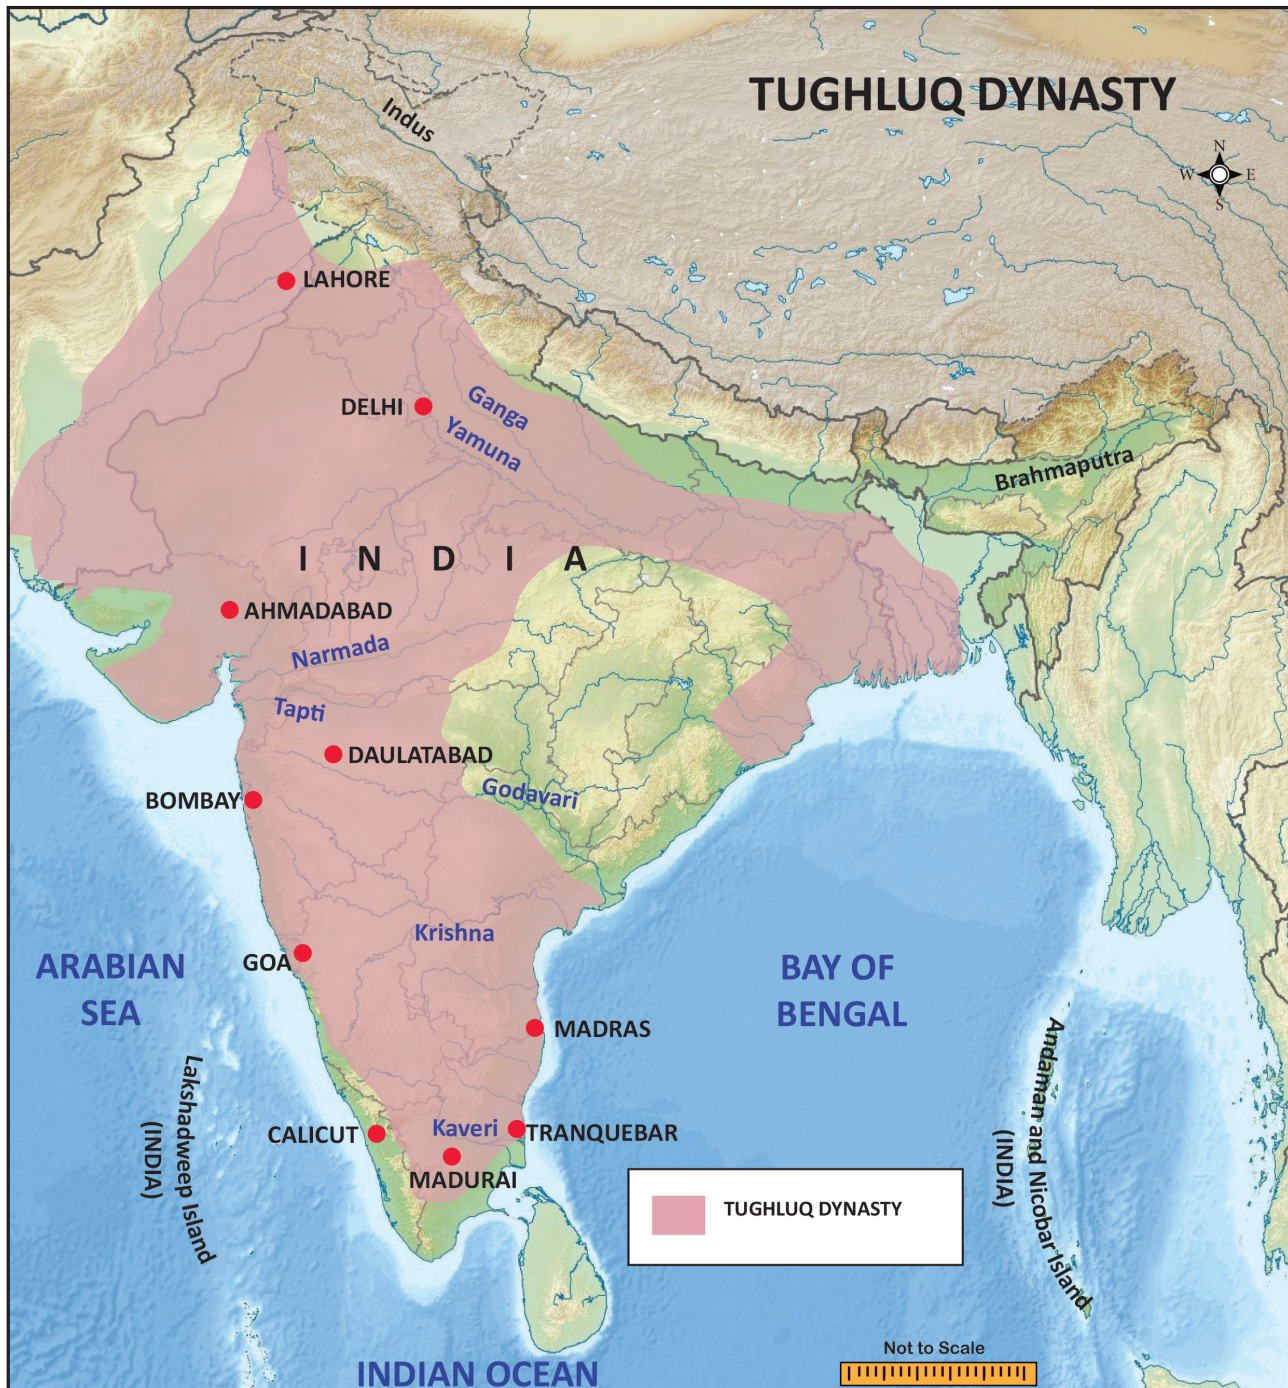 TUGHLUQ DYNASTY
Indus
N
W E
S
LAHORE
DELHI
Ganga
Yamuna
Brahmaputra
INDIA
AHMADABAD
Narmada
Tapti
DAULATABAD
BOMBAY
Godavari
Krishna
GOA
ARABIAN
SEA
BAY OF
BENGAL
MADRAS
Lakshadweep Island
(INDIA)
Andaman and Nicobar Island
(INDIA)
CALICUT
Kaveri
TRANQUEBAR
MADURAI
TUGHLUQ DYNASTY
Not to Scale
INDIAN OCEAN